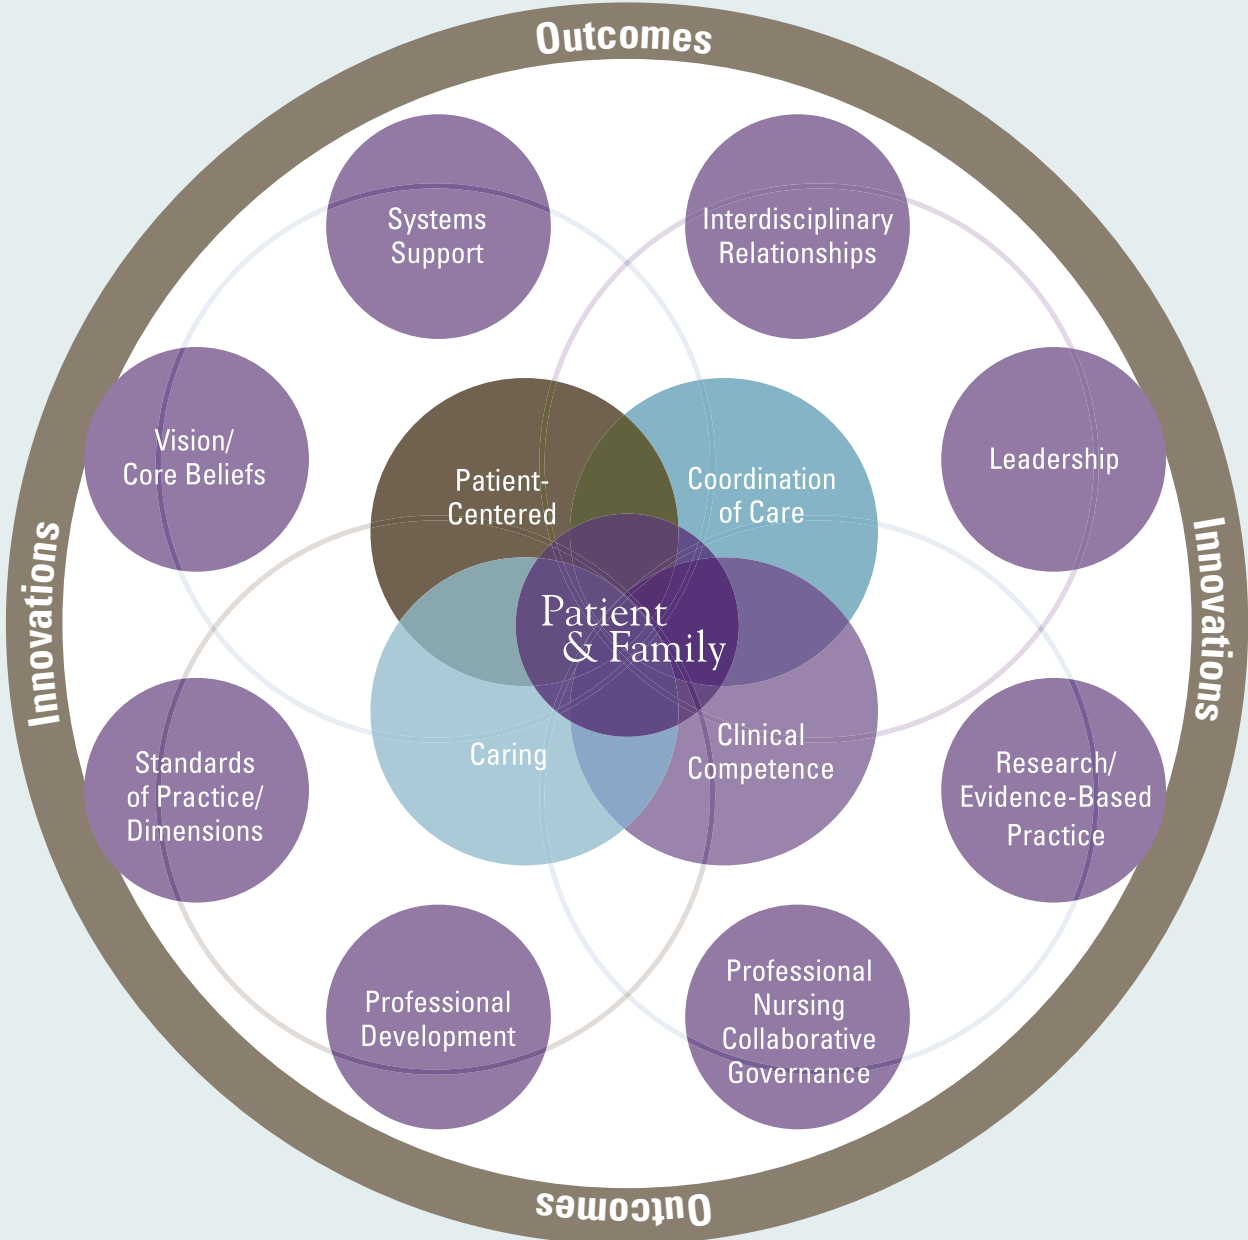 Outcomes
Systems
Support
Interdisciplinary
Relationships
Vision/
Core Beliefs
Patient-
Centered
Coordination
of Care
Leadership
Innovations
Innovations
Patient
& Family
Caring
Clinical
Competence
Standards
of Practice/
Dimensions
Research/
Evidence-Based
Practice
Professional
Development
Professional
Nursing
Collaborative
Governance
Outcomes